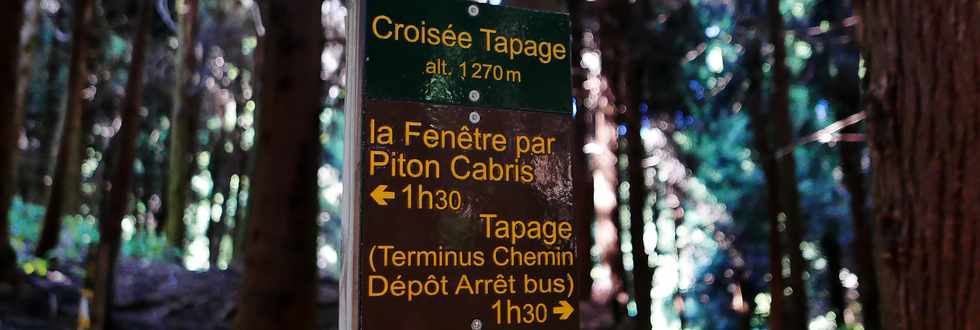 Croisée Tapage
alt. 1 270 m
la Fenêtre par
Piton Cabris
← 1h30
Tapage
(Terminus Chemin
Dépôt Arrêt bus)
1h30 →